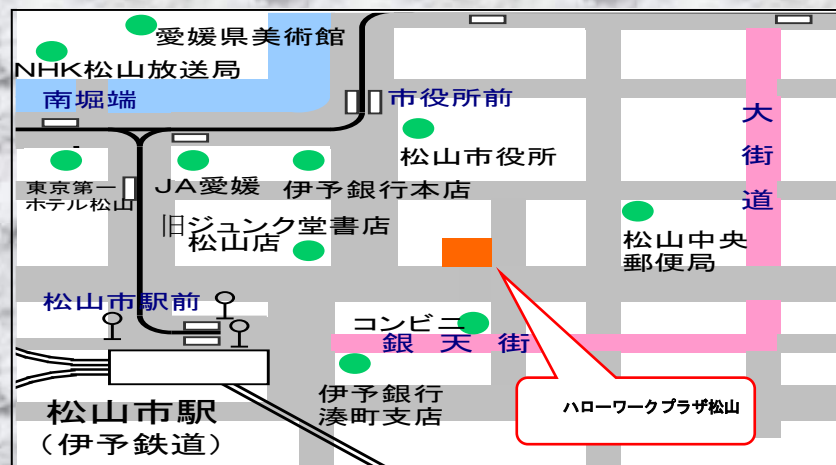 愛媛県美術館
NHK松山放送局
南堀端
市役所前
松山市役所
大街道
東京第一
ホテル松山
JA愛媛
伊予銀行本店
旧ジュンク堂書店
松山店
松山中央
郵便局
松山市駅前
コンビニ
銀天街
伊予銀行
湊町支店
ハローワークプラザ松山
松山市駅
（伊予鉄道）